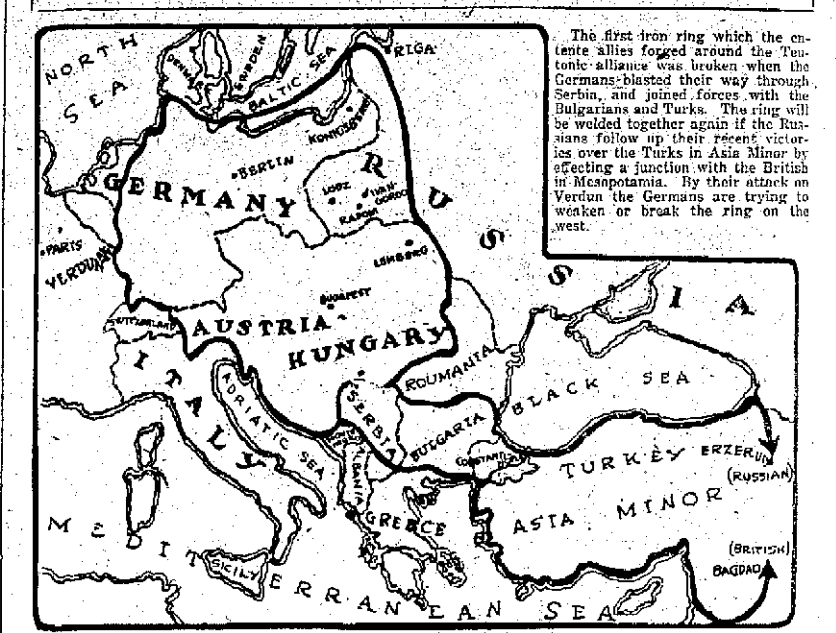 The first iron ring which the en-
tente allies forged around the Teu-
tonic alliance was broken when the
Germans blasted their way through
Serbia, and joined forces with the
Bulgarians and Turks. The ring will
be welded together again if the Rus-
sians follow up their recent victor-
ies over the Turks in Asia Minor by
effecting a junction with the British
in Mesopotamia. By their attack on
Verdun the Germans are trying to
weaken or break the ring on the
west.
NORTH
SEA
SWEDEN
BALTIC SEA
RIGA
KONIGSBERG
BERLIN
GERMANY
LODZ
IVAN
GOROD
RADOM
RUSSIA
PARIS
VERDUN
LEMBERG
BUDAPEST
SWITZERLAND
AUSTRIA-
HUNGARY
ITALY
ADRIATIC SEA
SERBIA
ROUMANIA
BLACK SEA
BULGARIA
ALBANIA
TURKEY
ERZERUM
(RUSSIAN)
ASIA MINOR
GREECE
(BRITISH)
BAGDAD
SICILY
MEDITERRANEAN SEA